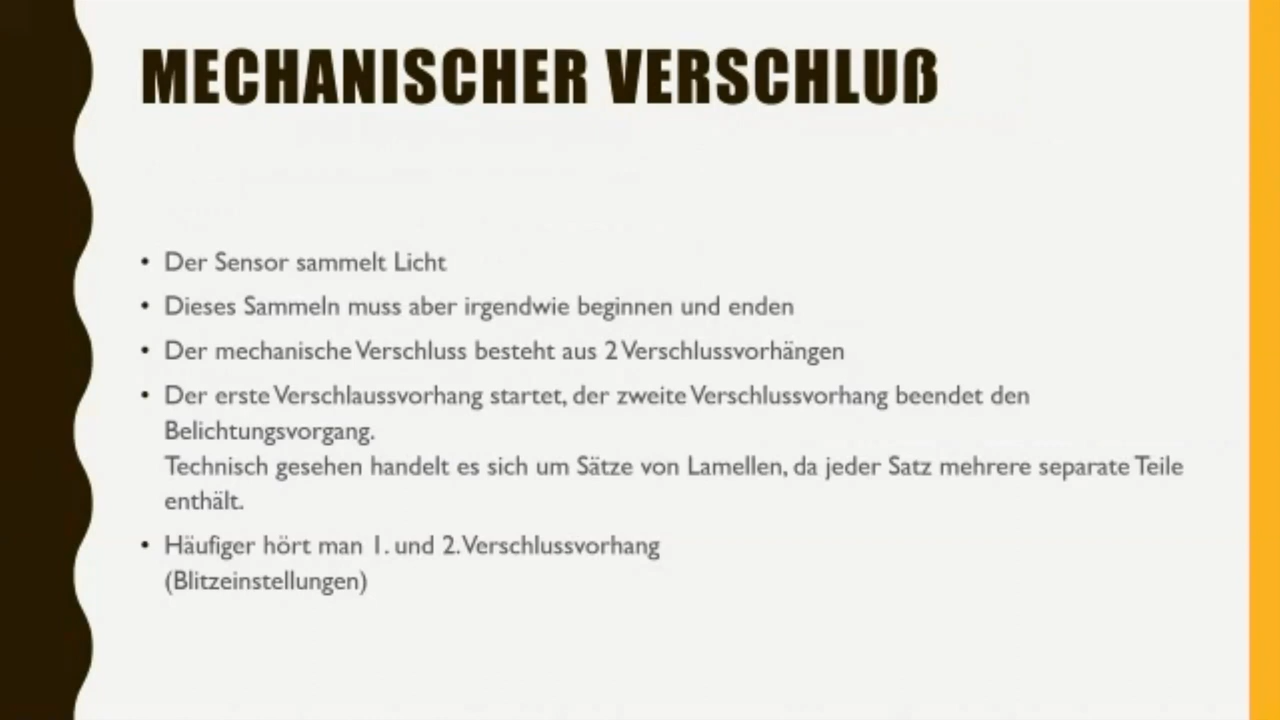 MECHANISCHER VERSCHLUß
• Der Sensor sammelt Licht
• Dieses Sammeln muss aber irgendwie beginnen und enden
• Der mechanische Verschluss besteht aus 2 Verschlussvorhängen
• Der erste Verschlaussvorhang startet, der zweite Verschlussvorhang beendet den
Belichtungsvorgang.
Technisch gesehen handelt es sich um Sätze von Lamellen, da jeder Satz mehrere separate Teile
enthält.
• Häufiger hört man 1. und 2. Verschlussvorhang
(Blitzeinstellungen)